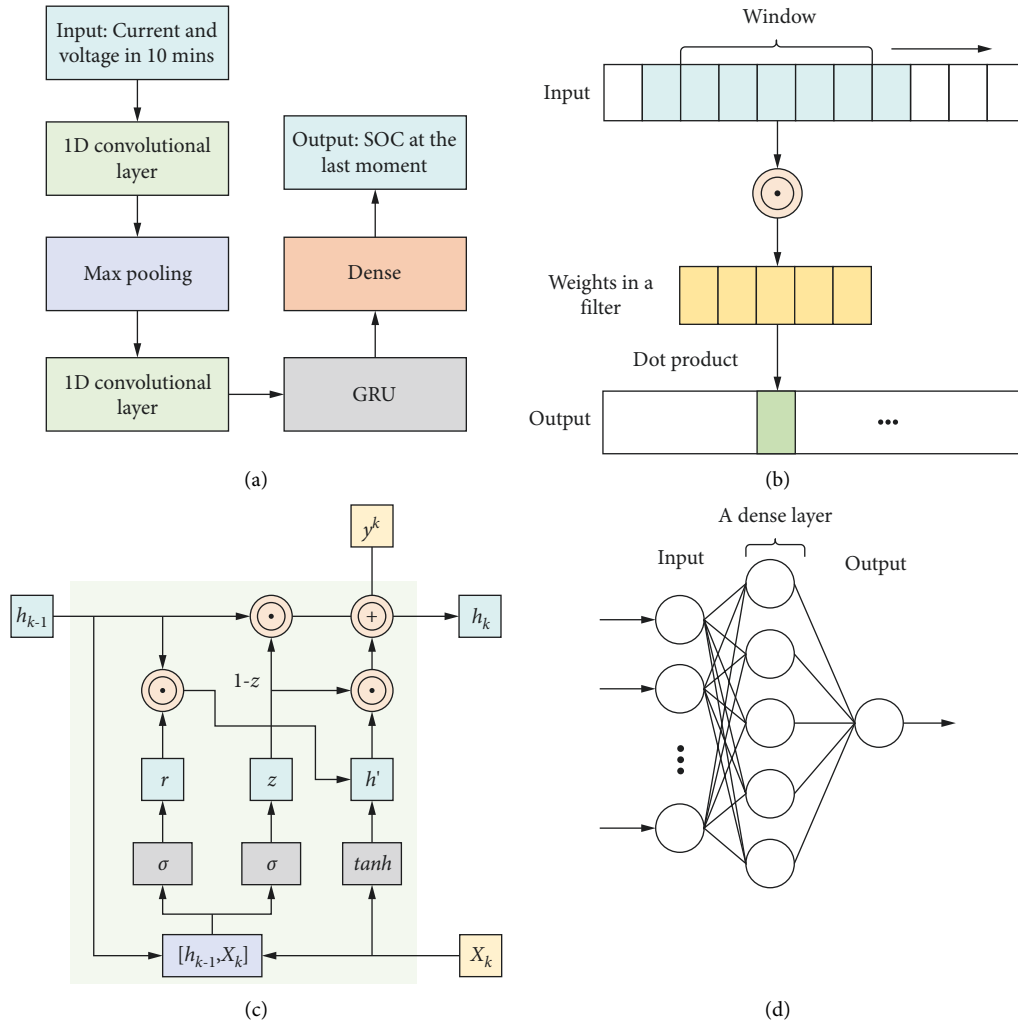 Input: Current and
voltage in 10 mins
1D convolutional
layer
Max pooling
1D convolutional
layer
Output: SOC at the
last moment
Dense
GRU
(a)
Window
Input
Weights in a
filter
Dot product
Output
(b)
y^k
h_{k-1}
h_k
+
1-z
r
z
h'
σ
σ
tanh
[h_{k-1},X_k]
X_k
(c)
A dense layer
Input
Output
(d)